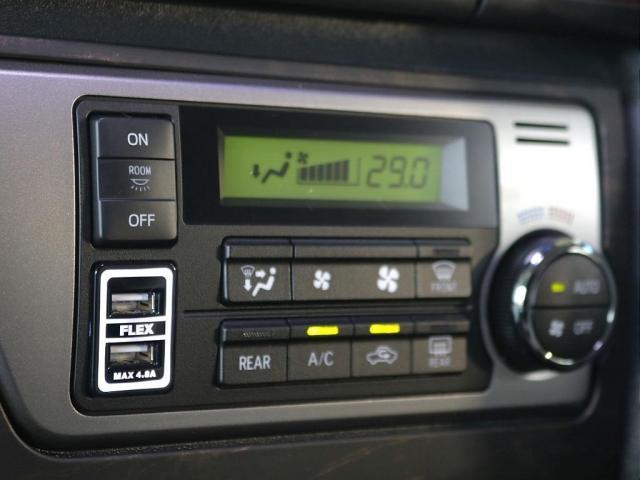 ON
ROOM
OFF
29.0
FLEX
MAX 4.8A
FRONT
REAR
A/C
REAR
AUTO
OFF